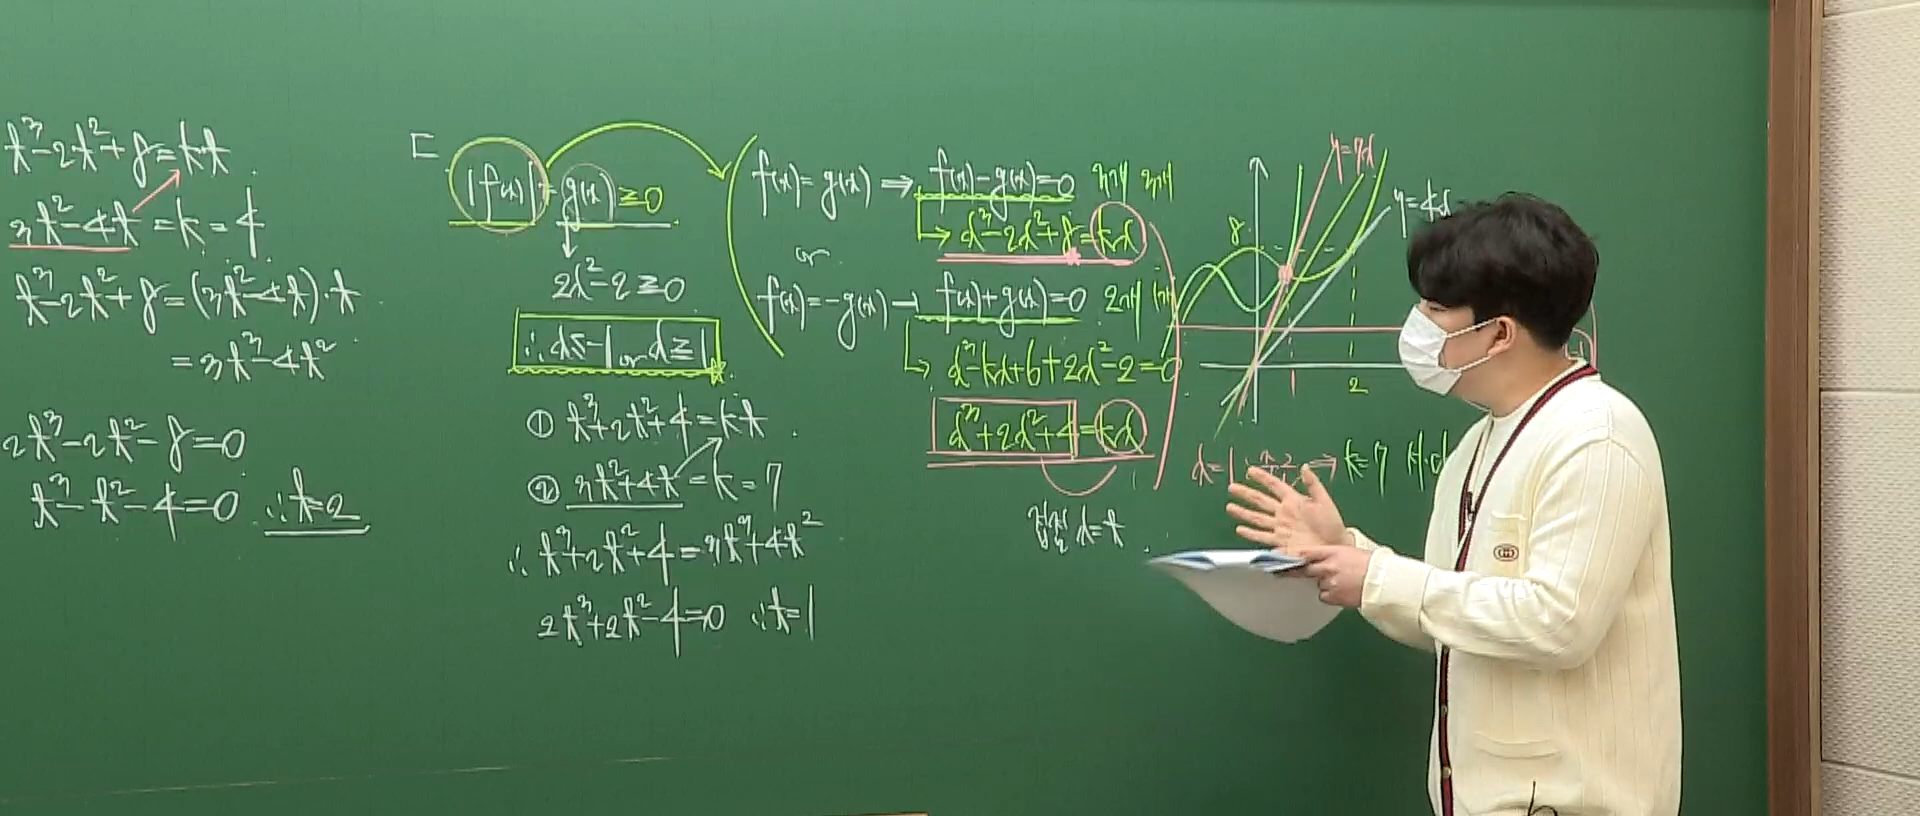 t³-2t²+8=kt
3t²-4t=k=4
t³-2t²+8=(3t²-4t)·t
=3t³-4t²
2t³-2t²-8=0
t³-t²-4=0 ∴t=2
ㄷ
|f(x)|=g(x)≥0
2x²-2≥0
∴x≤-1 or x≥1
① t³+2t²+4=kt
② 3t²+4t=k=7
∴t³+2t²+4=3t³+4t²
2t³+2t²-4=0 ∴t=1
f(x)=g(x)⇒f(x)-g(x)=0
x³-2x²+8=kx
or
f(x)=-g(x)→f(x)+g(x)=0
x³-kx+6+2x²-2=0
x³+2x²+4=kx
x=t
y=7x
y=4x
8
1
2
x=1
⇒k=7